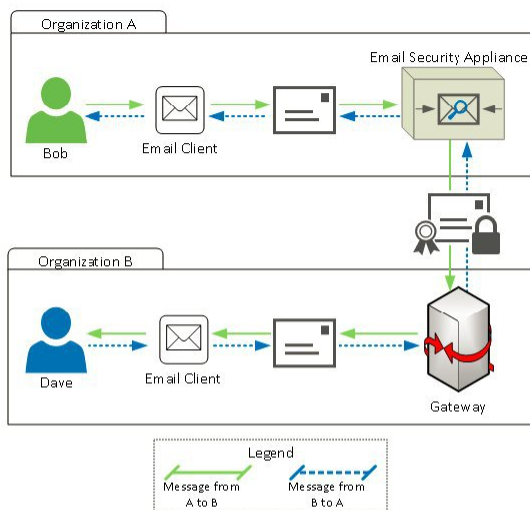 Organization A
Email Security Appliance
Bob
Email Client
Organization B
Dave
Email Client
Gateway
Legend
Message from
A to B
Message from
B to A